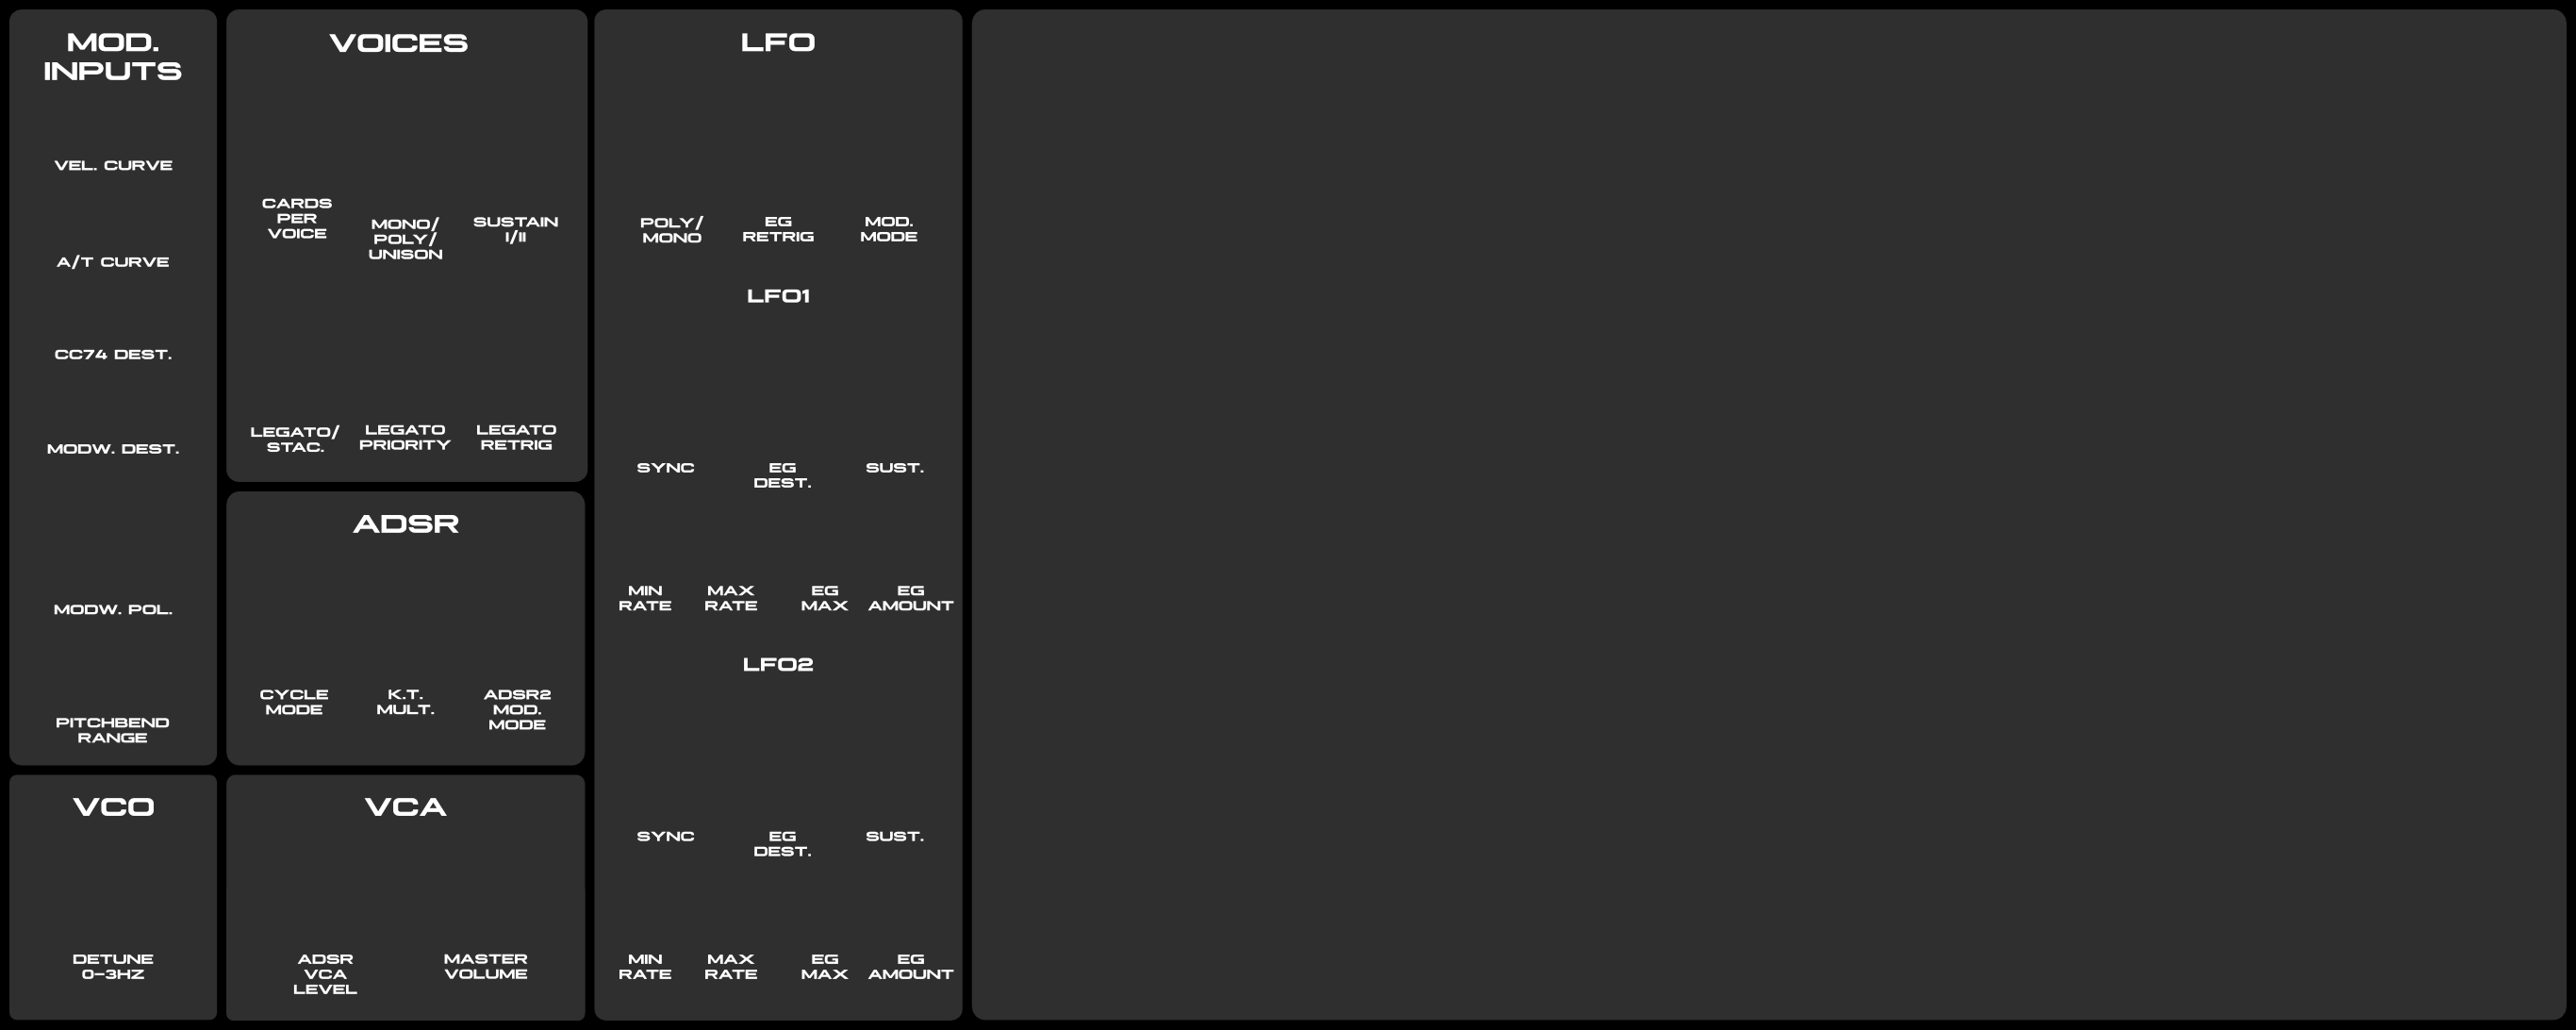 MOD.
INPUTS
VEL. CURVE
A/T CURVE
CC74 DEST.
MODW. DEST.
MODW. POL.
PITCHBEND
RANGE
VCO
DETUNE
0-3HZ
VOICES
CARDS
PER
VOICE
MONO/
POLY/
UNISON
SUSTAIN
I/II
LEGATO/
STAC.
LEGATO
PRIORITY
LEGATO
RETRIG
ADSR
CYCLE
MODE
K.T.
MULT.
ADSR2
MOD.
MODE
VCA
ADSR
VCA
LEVEL
MASTER
VOLUME
LFO
POLY/
MONO
EG
RETRIG
MOD.
MODE
LFO1
SYNC
EG
DEST.
SUST.
MIN
RATE
MAX
RATE
EG
MAX
EG
AMOUNT
LFO2
SYNC
EG
DEST.
SUST.
MIN
RATE
MAX
RATE
EG
MAX
EG
AMOUNT